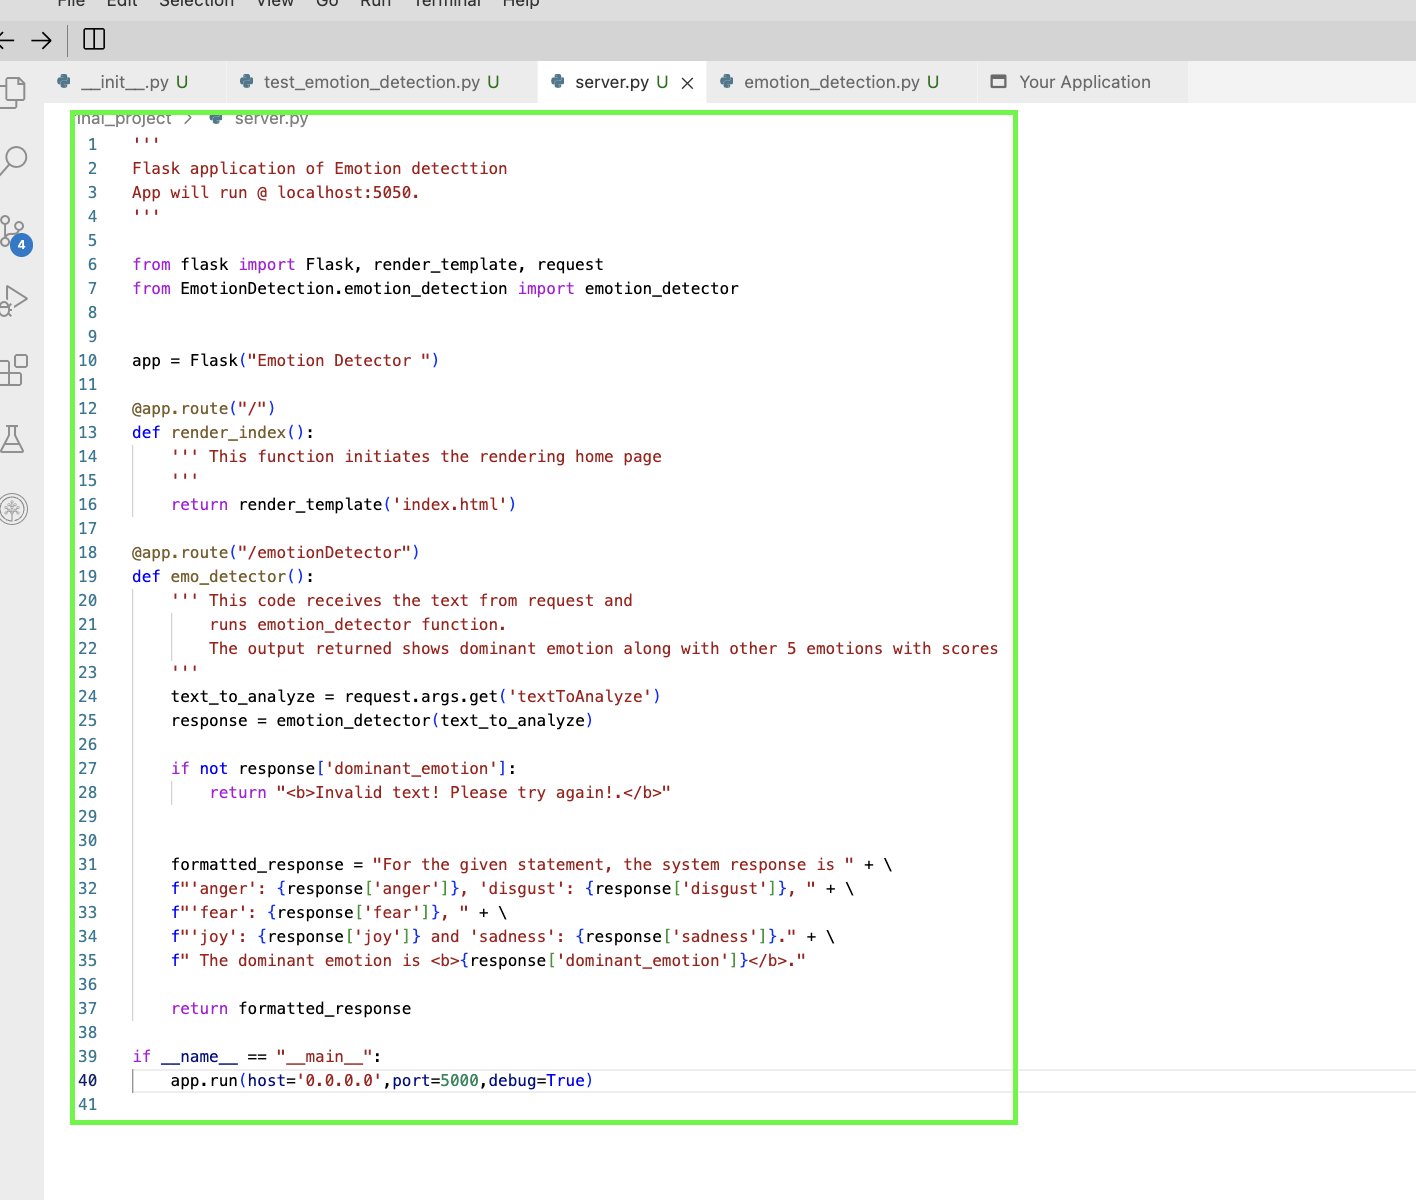 File Edit Selection View Go Run Terminal Help
__init__.py U test_emotion_detection.py U server.py U emotion_detection.py U Your Application
inal_project > server.py
4
1 '''
2 Flask application of Emotion detecttion
3 App will run @ localhost:5050.
4 '''
5
6 from flask import Flask, render_template, request
7 from EmotionDetection.emotion_detection import emotion_detector
8
9
10 app = Flask("Emotion Detector ")
11
12 @app.route("/")
13 def render_index():
14     ''' This function initiates the rendering home page
15     '''
16     return render_template('index.html')
17
18 @app.route("/emotionDetector")
19 def emo_detector():
20     ''' This code receives the text from request and
21         runs emotion_detector function.
22         The output returned shows dominant emotion along with other 5 emotions with scores
23     '''
24     text_to_analyze = request.args.get('textToAnalyze')
25     response = emotion_detector(text_to_analyze)
26
27     if not response['dominant_emotion']:
28         return "<b>Invalid text! Please try again!.</b>"
29
30
31     formatted_response = "For the given statement, the system response is " + \
32     f"'anger': {response['anger']}, 'disgust': {response['disgust']}, " + \
33     f"'fear': {response['fear']}, " + \
34     f"'joy': {response['joy']} and 'sadness': {response['sadness']}." + \
35     f" The dominant emotion is <b>{response['dominant_emotion']}</b>."
36
37     return formatted_response
38
39 if __name__ == "__main__":
40     app.run(host='0.0.0.0',port=5000,debug=True)
41